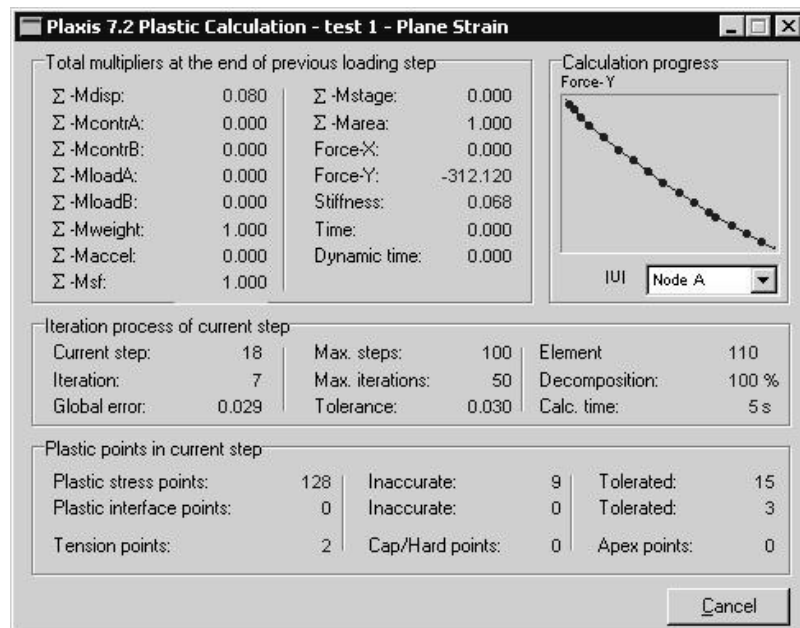 Plaxis 7.2 Plastic Calculation - test 1 - Plane Strain
Total multipliers at the end of previous loading step
Σ -Mdisp: 0.080 Σ -Mstage: 0.000
Σ -McontrA: 0.000 Σ -Marea: 1.000
Σ -McontrB: 0.000 Force-X: 0.000
Σ -MloadA: 0.000 Force-Y: -312.120
Σ -MloadB: 0.000 Stiffness: 0.068
Σ -Mweight: 1.000 Time: 0.000
Σ -Maccel: 0.000 Dynamic time: 0.000
Σ -Msf: 1.000
Calculation progress
Force-Y
|U| Node A
Iteration process of current step
Current step: 18 Max. steps: 100 Element 110
Iteration: 7 Max. iterations: 50 Decomposition: 100 %
Global error: 0.029 Tolerance: 0.030 Calc. time: 5 s
Plastic points in current step
Plastic stress points: 128 Inaccurate: 9 Tolerated: 15
Plastic interface points: 0 Inaccurate: 0 Tolerated: 3
Tension points: 2 Cap/Hard points: 0 Apex points: 0
Cancel